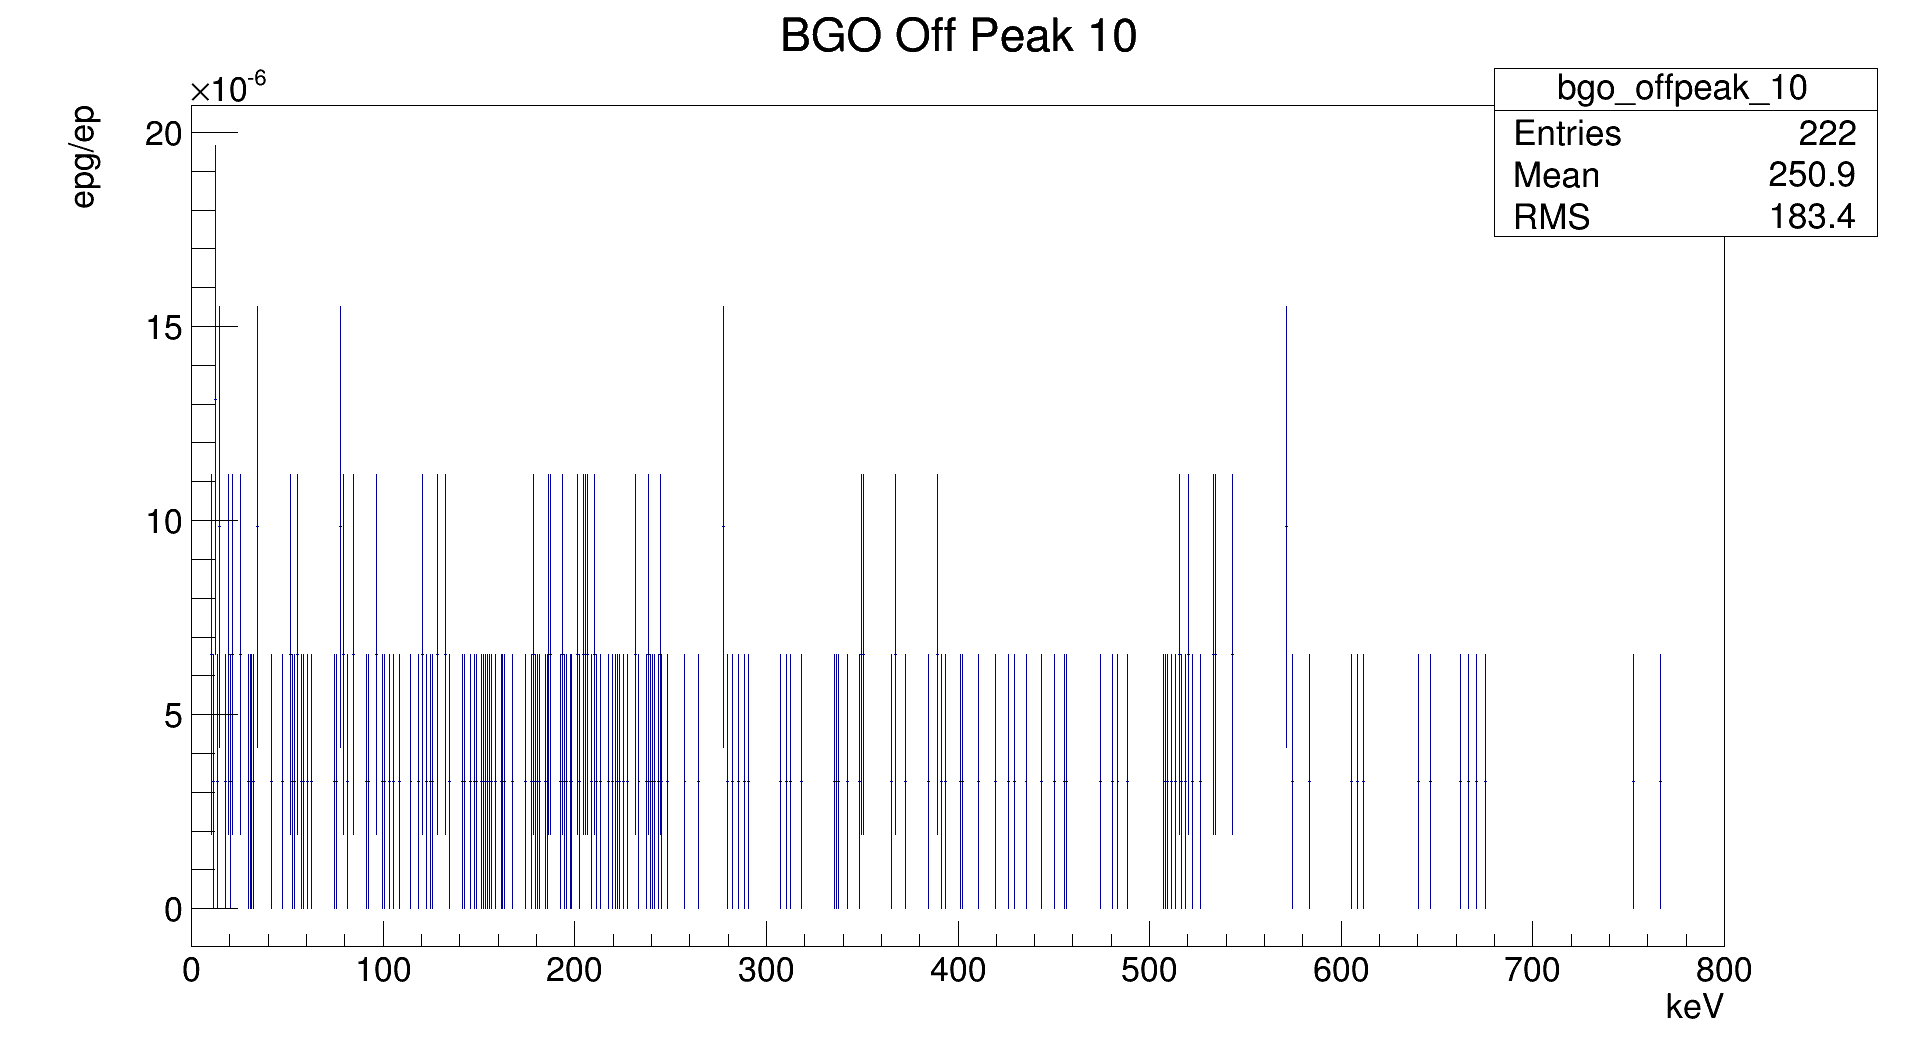 BGO Off Peak 10
×10-6
bgo_offpeak_10
Entries 222
Mean 250.9
RMS 183.4
epg/ep
20
15
10
5
0
0 100 200 300 400 500 600 700 800
keV